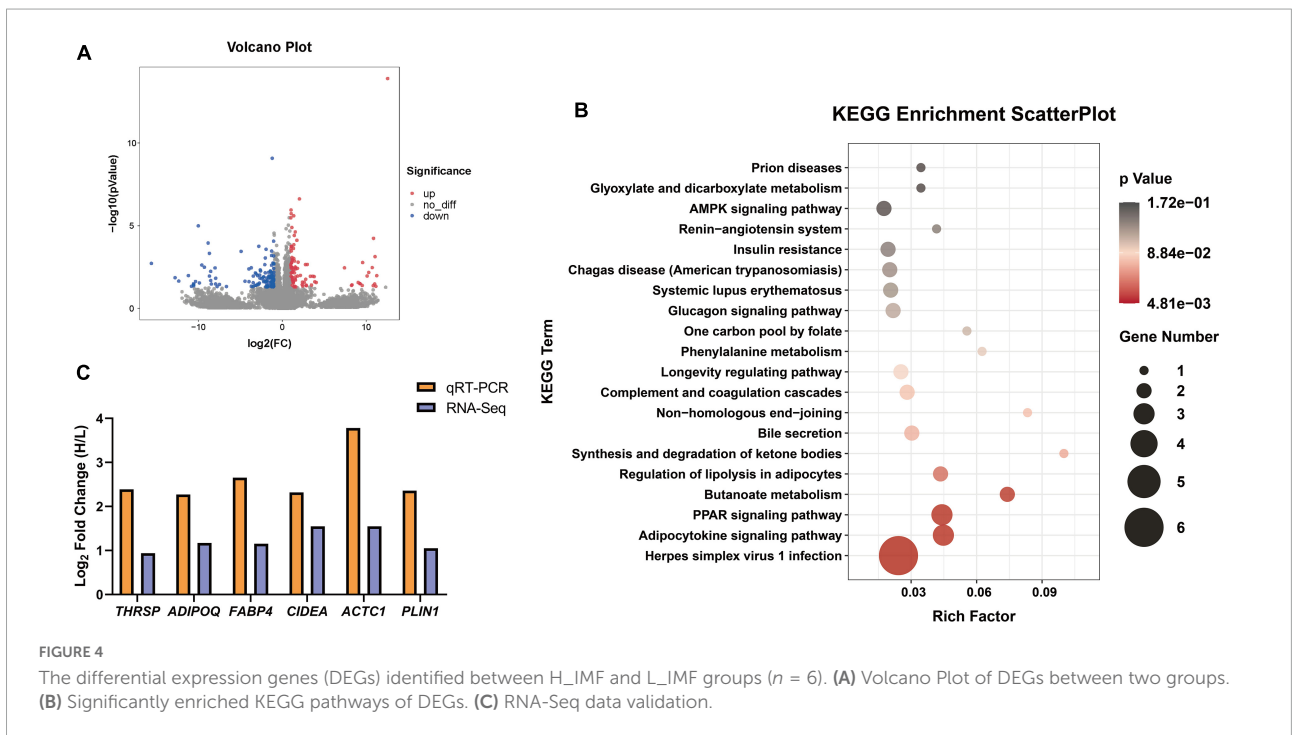 A
Volcano Plot
−log10(pValue)
10
5
0
−10
0
10
log2(FC)
Significance
up
no_diff
down
B
KEGG Enrichment ScatterPlot
KEGG Term
Prion diseases
Glyoxylate and dicarboxylate metabolism
AMPK signaling pathway
Renin−angiotensin system
Insulin resistance
Chagas disease (American trypanosomiasis)
Systemic lupus erythematosus
Glucagon signaling pathway
One carbon pool by folate
Phenylalanine metabolism
Longevity regulating pathway
Complement and coagulation cascades
Non−homologous end−joining
Bile secretion
Synthesis and degradation of ketone bodies
Regulation of lipolysis in adipocytes
Butanoate metabolism
PPAR signaling pathway
Adipocytokine signaling pathway
Herpes simplex virus 1 infection
0.03
0.06
0.09
Rich Factor
p Value
1.72e−01
8.84e−02
4.81e−03
Gene Number
1
2
3
4
5
6
C
qRT-PCR
RNA-Seq
Log2 Fold Change (H/L)
4
3
2
1
0
THRSP ADIPOQ FABP4 CIDEA ACTC1 PLIN1
FIGURE 4
The differential expression genes (DEGs) identified between H_IMF and L_IMF groups (n = 6). (A) Volcano Plot of DEGs between two groups.
(B) Significantly enriched KEGG pathways of DEGs. (C) RNA-Seq data validation.